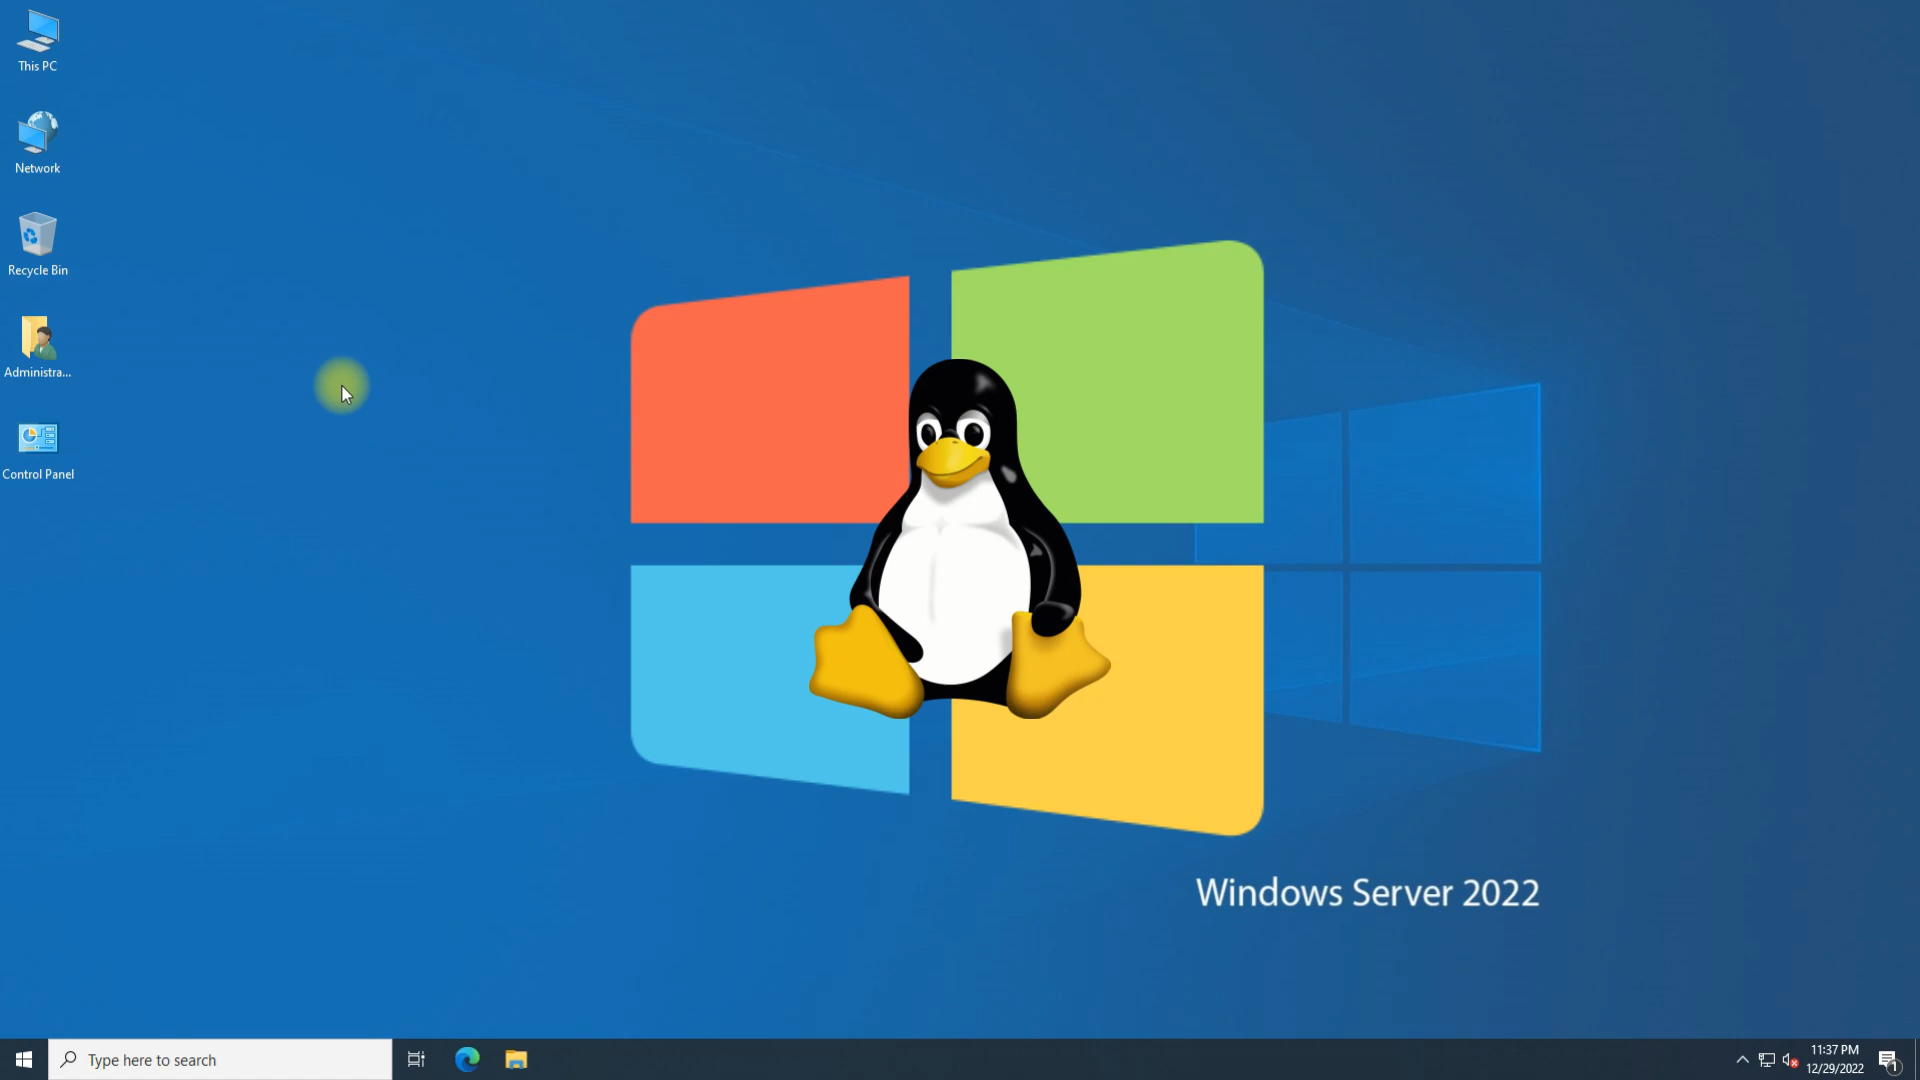 This PC
Network
Recycle Bin
Administra...
Control Panel
Windows Server 2022
Type here to search
11:37 PM
12/29/2022
1